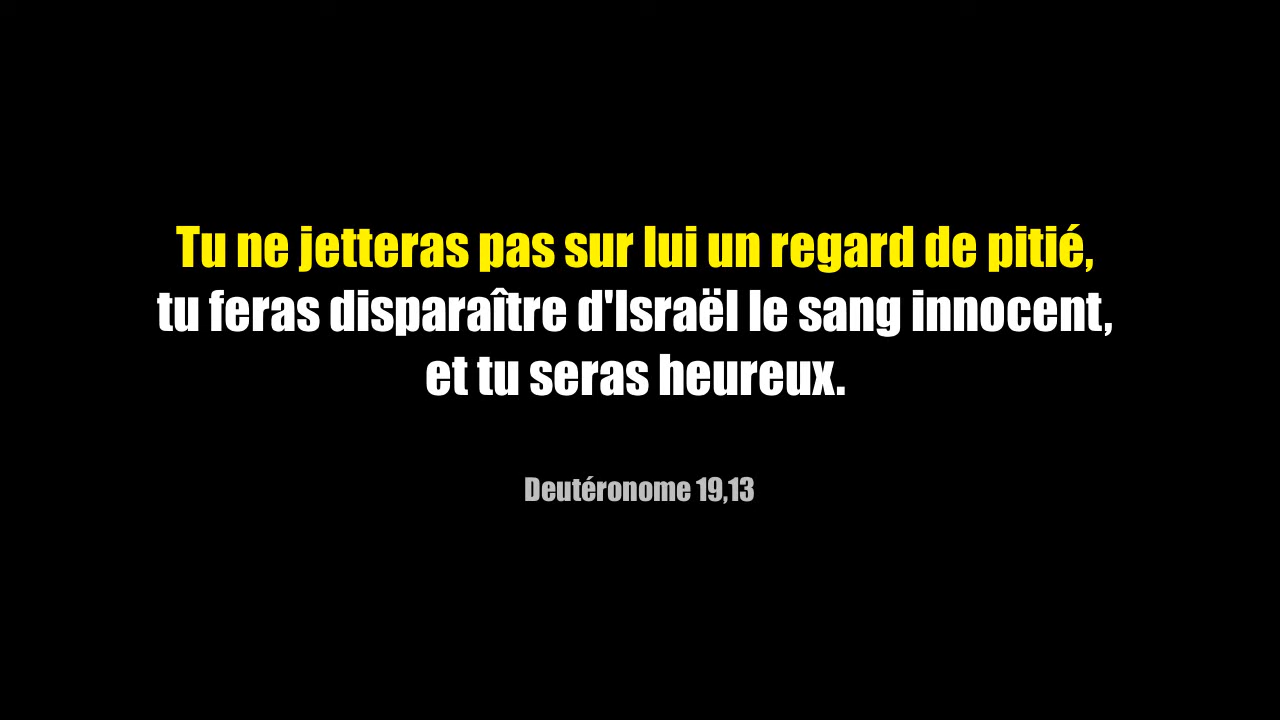 Tu ne jetteras pas sur lui un regard de pitié,
tu feras disparaître d'Israël le sang innocent,
et tu seras heureux.
Deutéronome 19,13